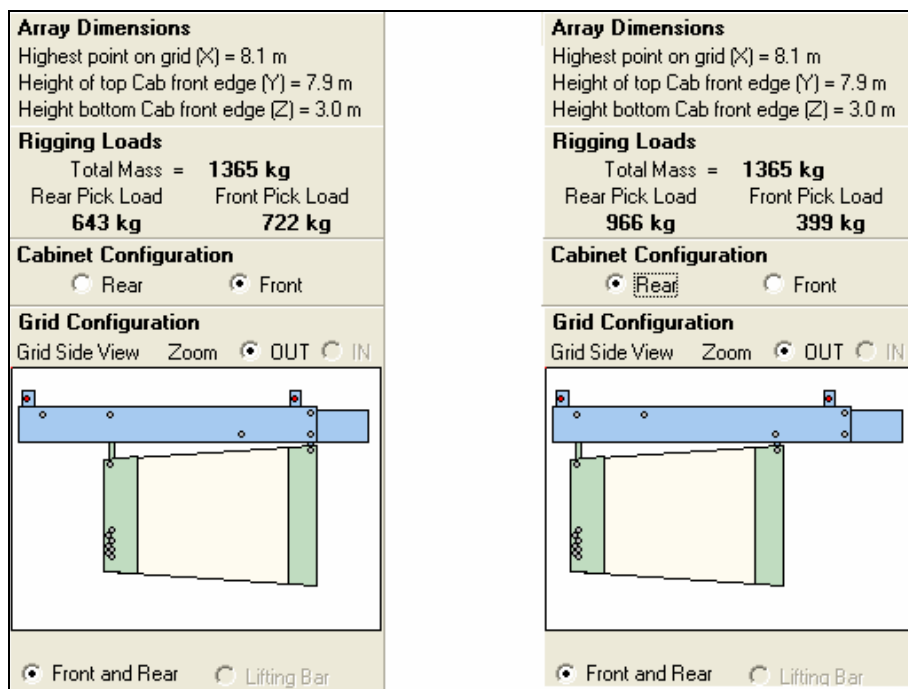 Array Dimensions
Highest point on grid (X) = 8.1 m
Height of top Cab front edge (Y) = 7.9 m
Height bottom Cab front edge (Z) = 3.0 m
Rigging Loads
Total Mass = 1365 kg
Rear Pick Load Front Pick Load
643 kg 722 kg
Cabinet Configuration
Rear Front
Grid Configuration
Grid Side View Zoom OUT IN
Front and Rear Lifting Bar
Array Dimensions
Highest point on grid (X) = 8.1 m
Height of top Cab front edge (Y) = 7.9 m
Height bottom Cab front edge (Z) = 3.0 m
Rigging Loads
Total Mass = 1365 kg
Rear Pick Load Front Pick Load
966 kg 399 kg
Cabinet Configuration
Rear Front
Grid Configuration
Grid Side View Zoom OUT IN
Front and Rear Lifting Bar